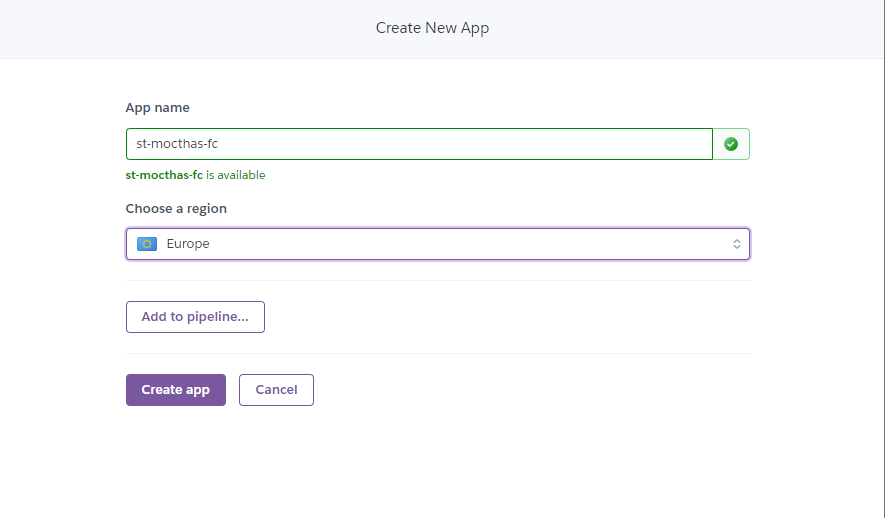 Create New App
App name
st-mocthas-fc
st-mocthas-fc is available
Choose a region
Europe
Add to pipeline...
Create app Cancel